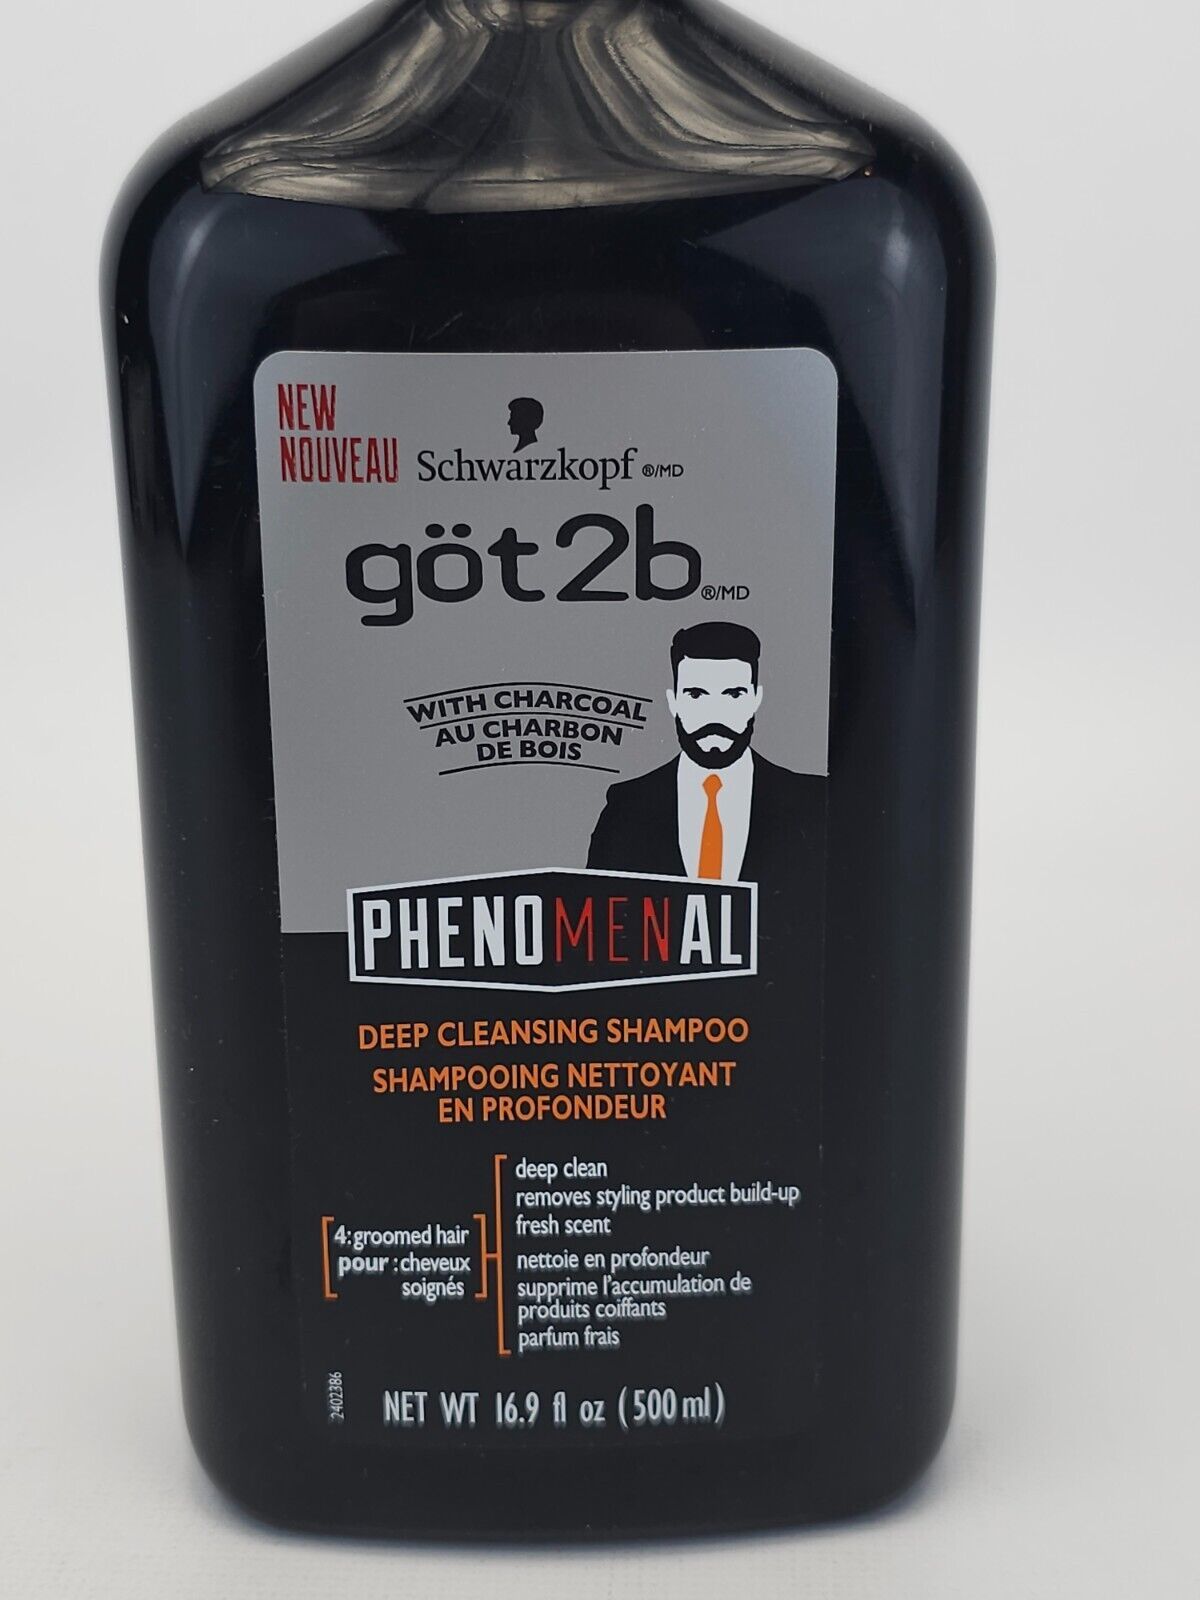 NEW
NOUVEAU
Schwarzkopf ®/MD
göt2b ®/MD
WITH CHARCOAL
AU CHARBON
DE BOIS
PHENOMENAL
DEEP CLEANSING SHAMPOO
SHAMPOOING NETTOYANT
EN PROFONDEUR
4:groomed hair
pour :cheveux
soignés
deep clean
removes styling product build-up
fresh scent
nettoie en profondeur
supprime l'accumulation de
produits coiffants
parfum frais
2402386
NET WT 16.9 fl oz (500 ml)